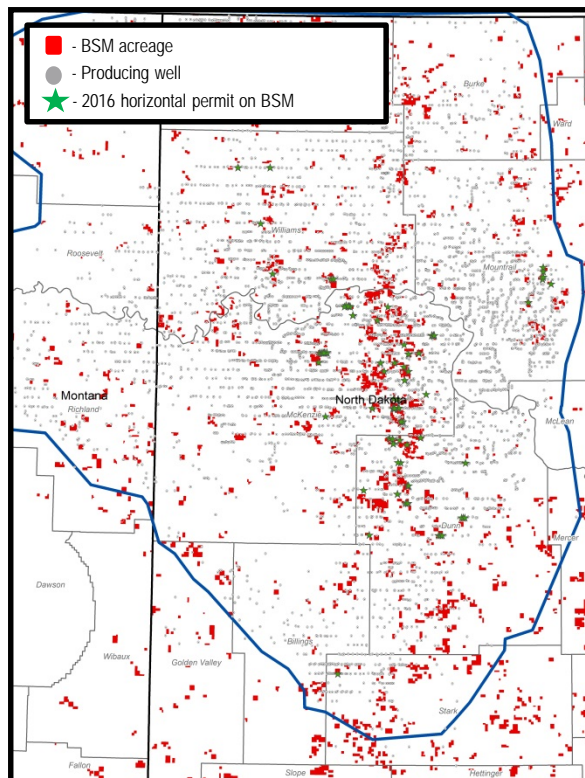 - BSM acreage
- Producing well
- 2016 horizontal permit on BSM
Burke
Ward
Williams
Roosevelt
Mountrail
Montana
Richland
North Dakota
McKenzie
McLean
Dunn
Mercer
Dawson
Billings
Wibaux
Golden Valley
Stark
Fallon
Slope
Hettinger